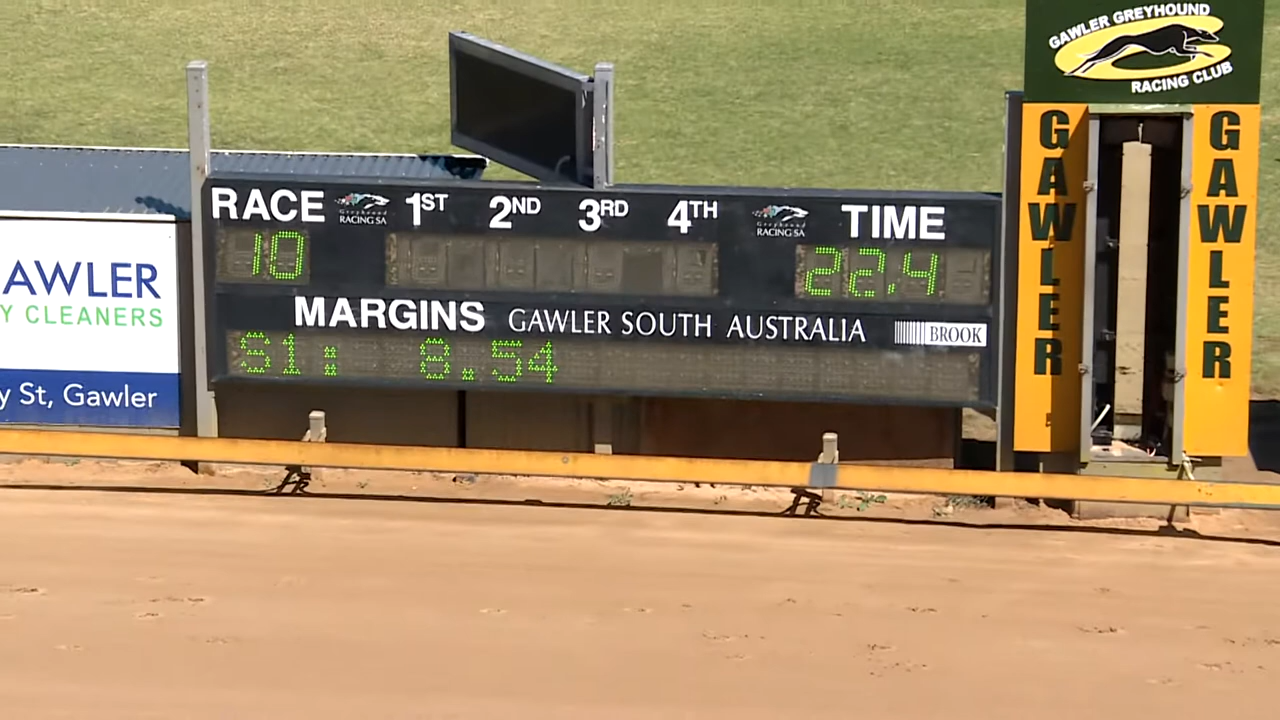 GAWLER GREYHOUND
RACING CLUB
GAWLER
GAWLER
RACE
Greyhound
RACING SA
1ST
2ND
3RD
4TH
Greyhound
RACING SA
TIME
10
22.4
MARGINS
GAWLER SOUTH AUSTRALIA
BROOK
S1: 8.54
AWLER
Y CLEANERS
y St, Gawler